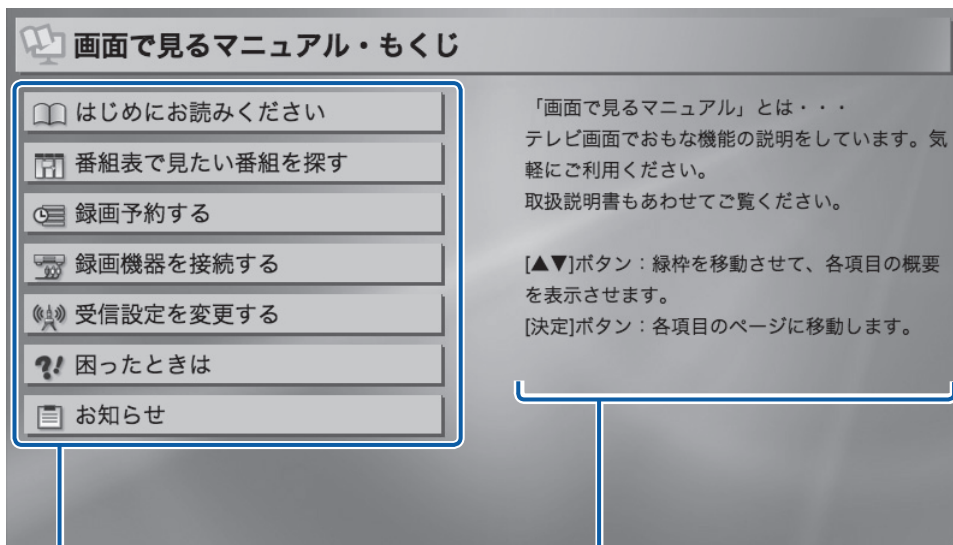 画面で見るマニュアル・もくじ
はじめにお読みください
番組表で見たい番組を探す
録画予約する
録画機器を接続する
受信設定を変更する
?! 困ったときは
お知らせ
「画面で見るマニュアル」とは・・・
テレビ画面でおもな機能の説明をしています。気
軽にご利用ください。
取扱説明書もあわせてご覧ください。
[▲▼]ボタン：緑枠を移動させて、各項目の概要
を表示させます。
[決定]ボタン：各項目のページに移動します。